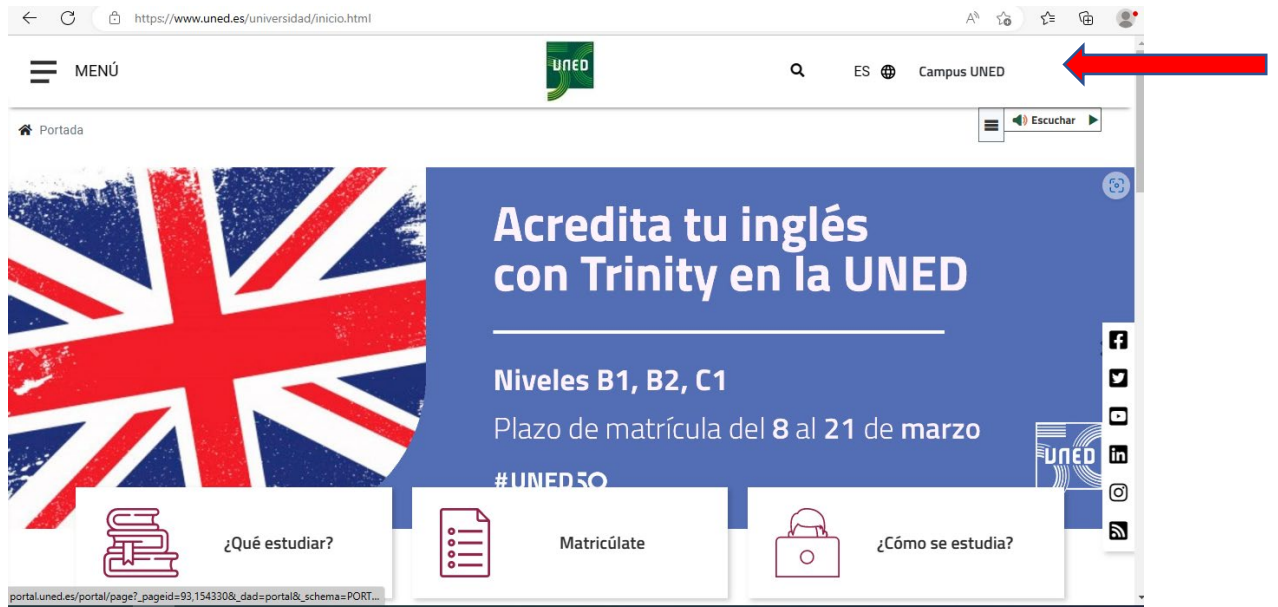 https://www.uned.es/universidad/inicio.html
MENÚ
UNED
ES
Campus UNED
Portada
Escuchar
Acredita tu inglés
con Trinity en la UNED
Niveles B1, B2, C1
Plazo de matrícula del 8 al 21 de marzo
#UNED50
UNED
¿Qué estudiar?
Matricúlate
¿Cómo se estudia?
portal.uned.es/portal/page?_pageid=93,154330&_dad=portal&_schema=PORT...